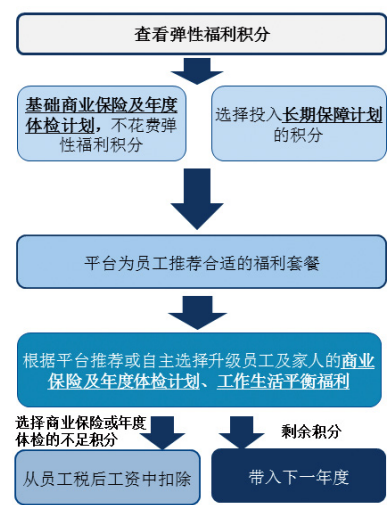 查看弹性福利积分
基础商业保险及年度
体检计划，不花费弹
性福利积分
选择投入长期保障计划
的积分
平台为员工推荐合适的福利套餐
根据平台推荐或自主选择升级员工及家人的商业
保险及年度体检计划、工作生活平衡福利
选择商业保险或年度
体检的不足积分
剩余积分
从员工税后工资中扣除
带入下一年度